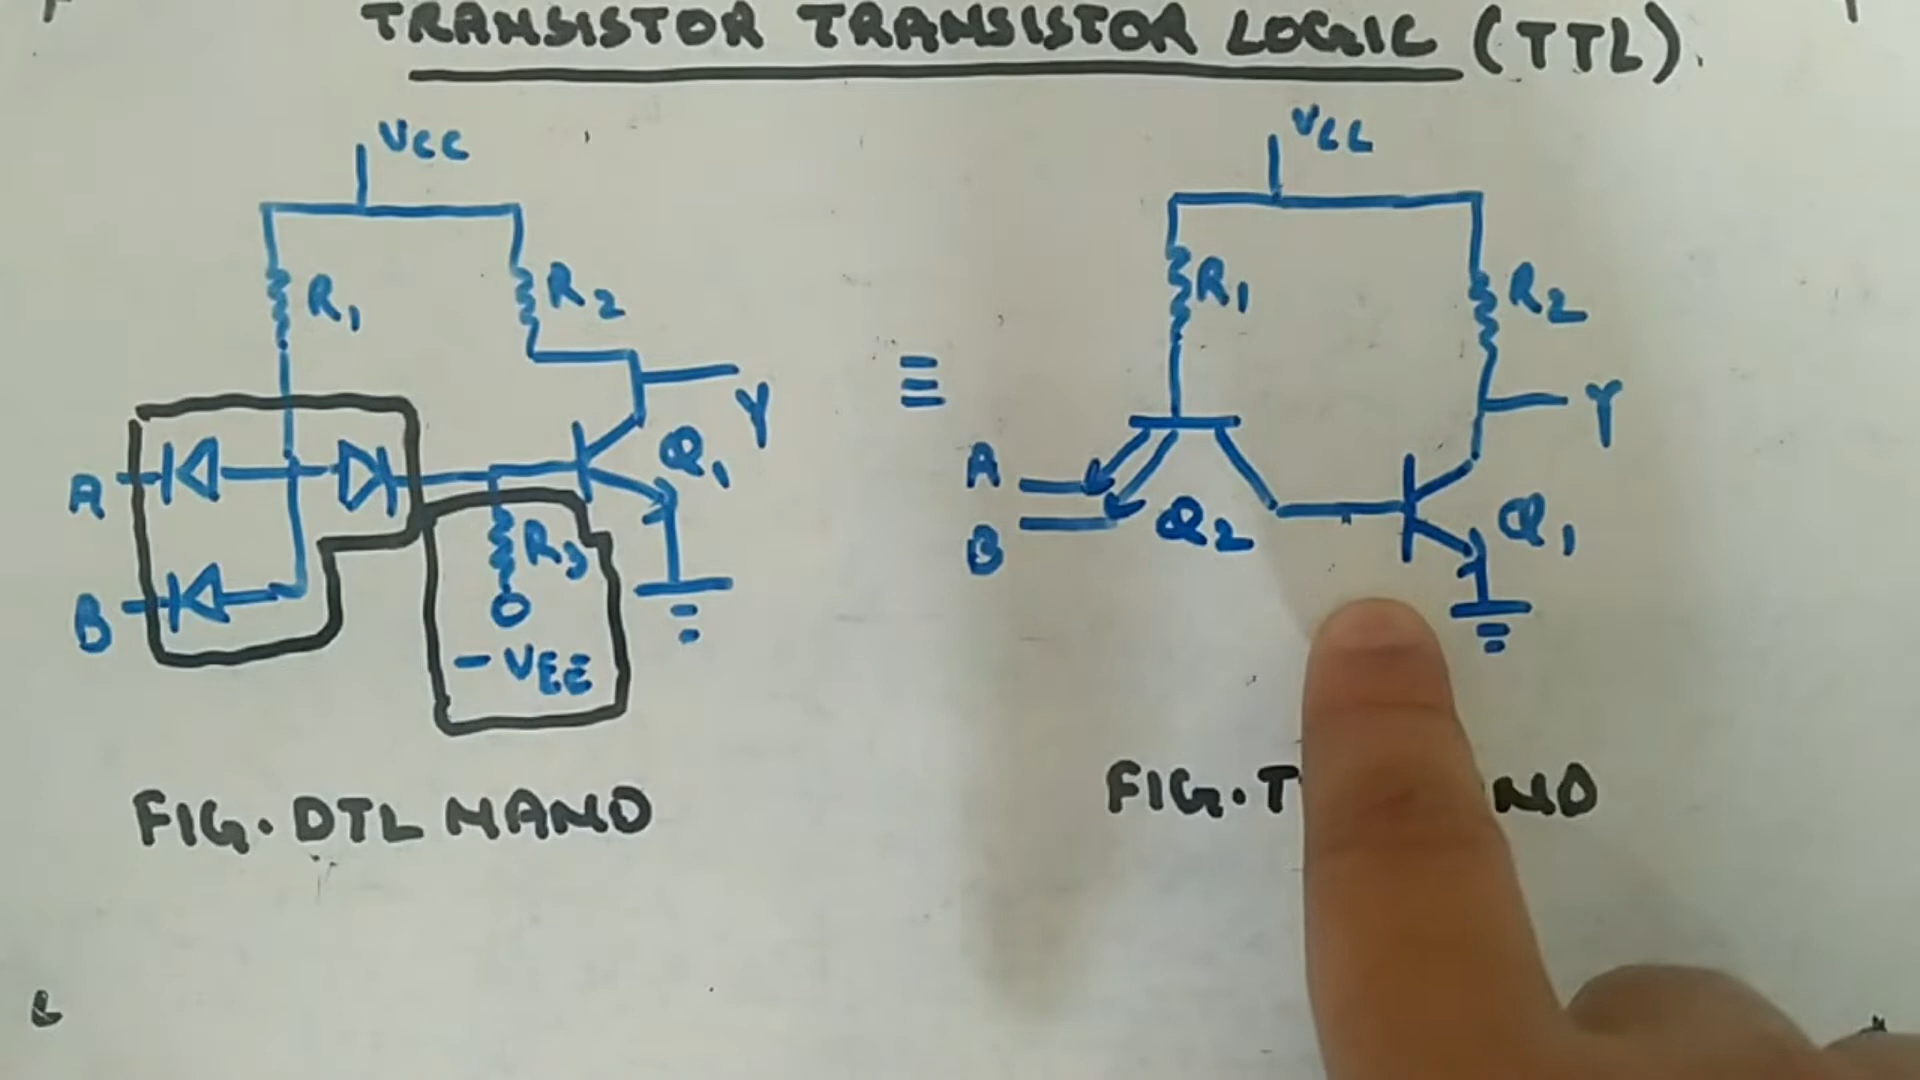 TRANSISTOR TRANSISTOR LOGIC (TTL).
VCC
R1
R2
Y
A
Q1
R3
B
-VEE
FIG. DTL NAND
≡
VCC
R1
R2
Y
A
B
Q2
Q1
FIG.